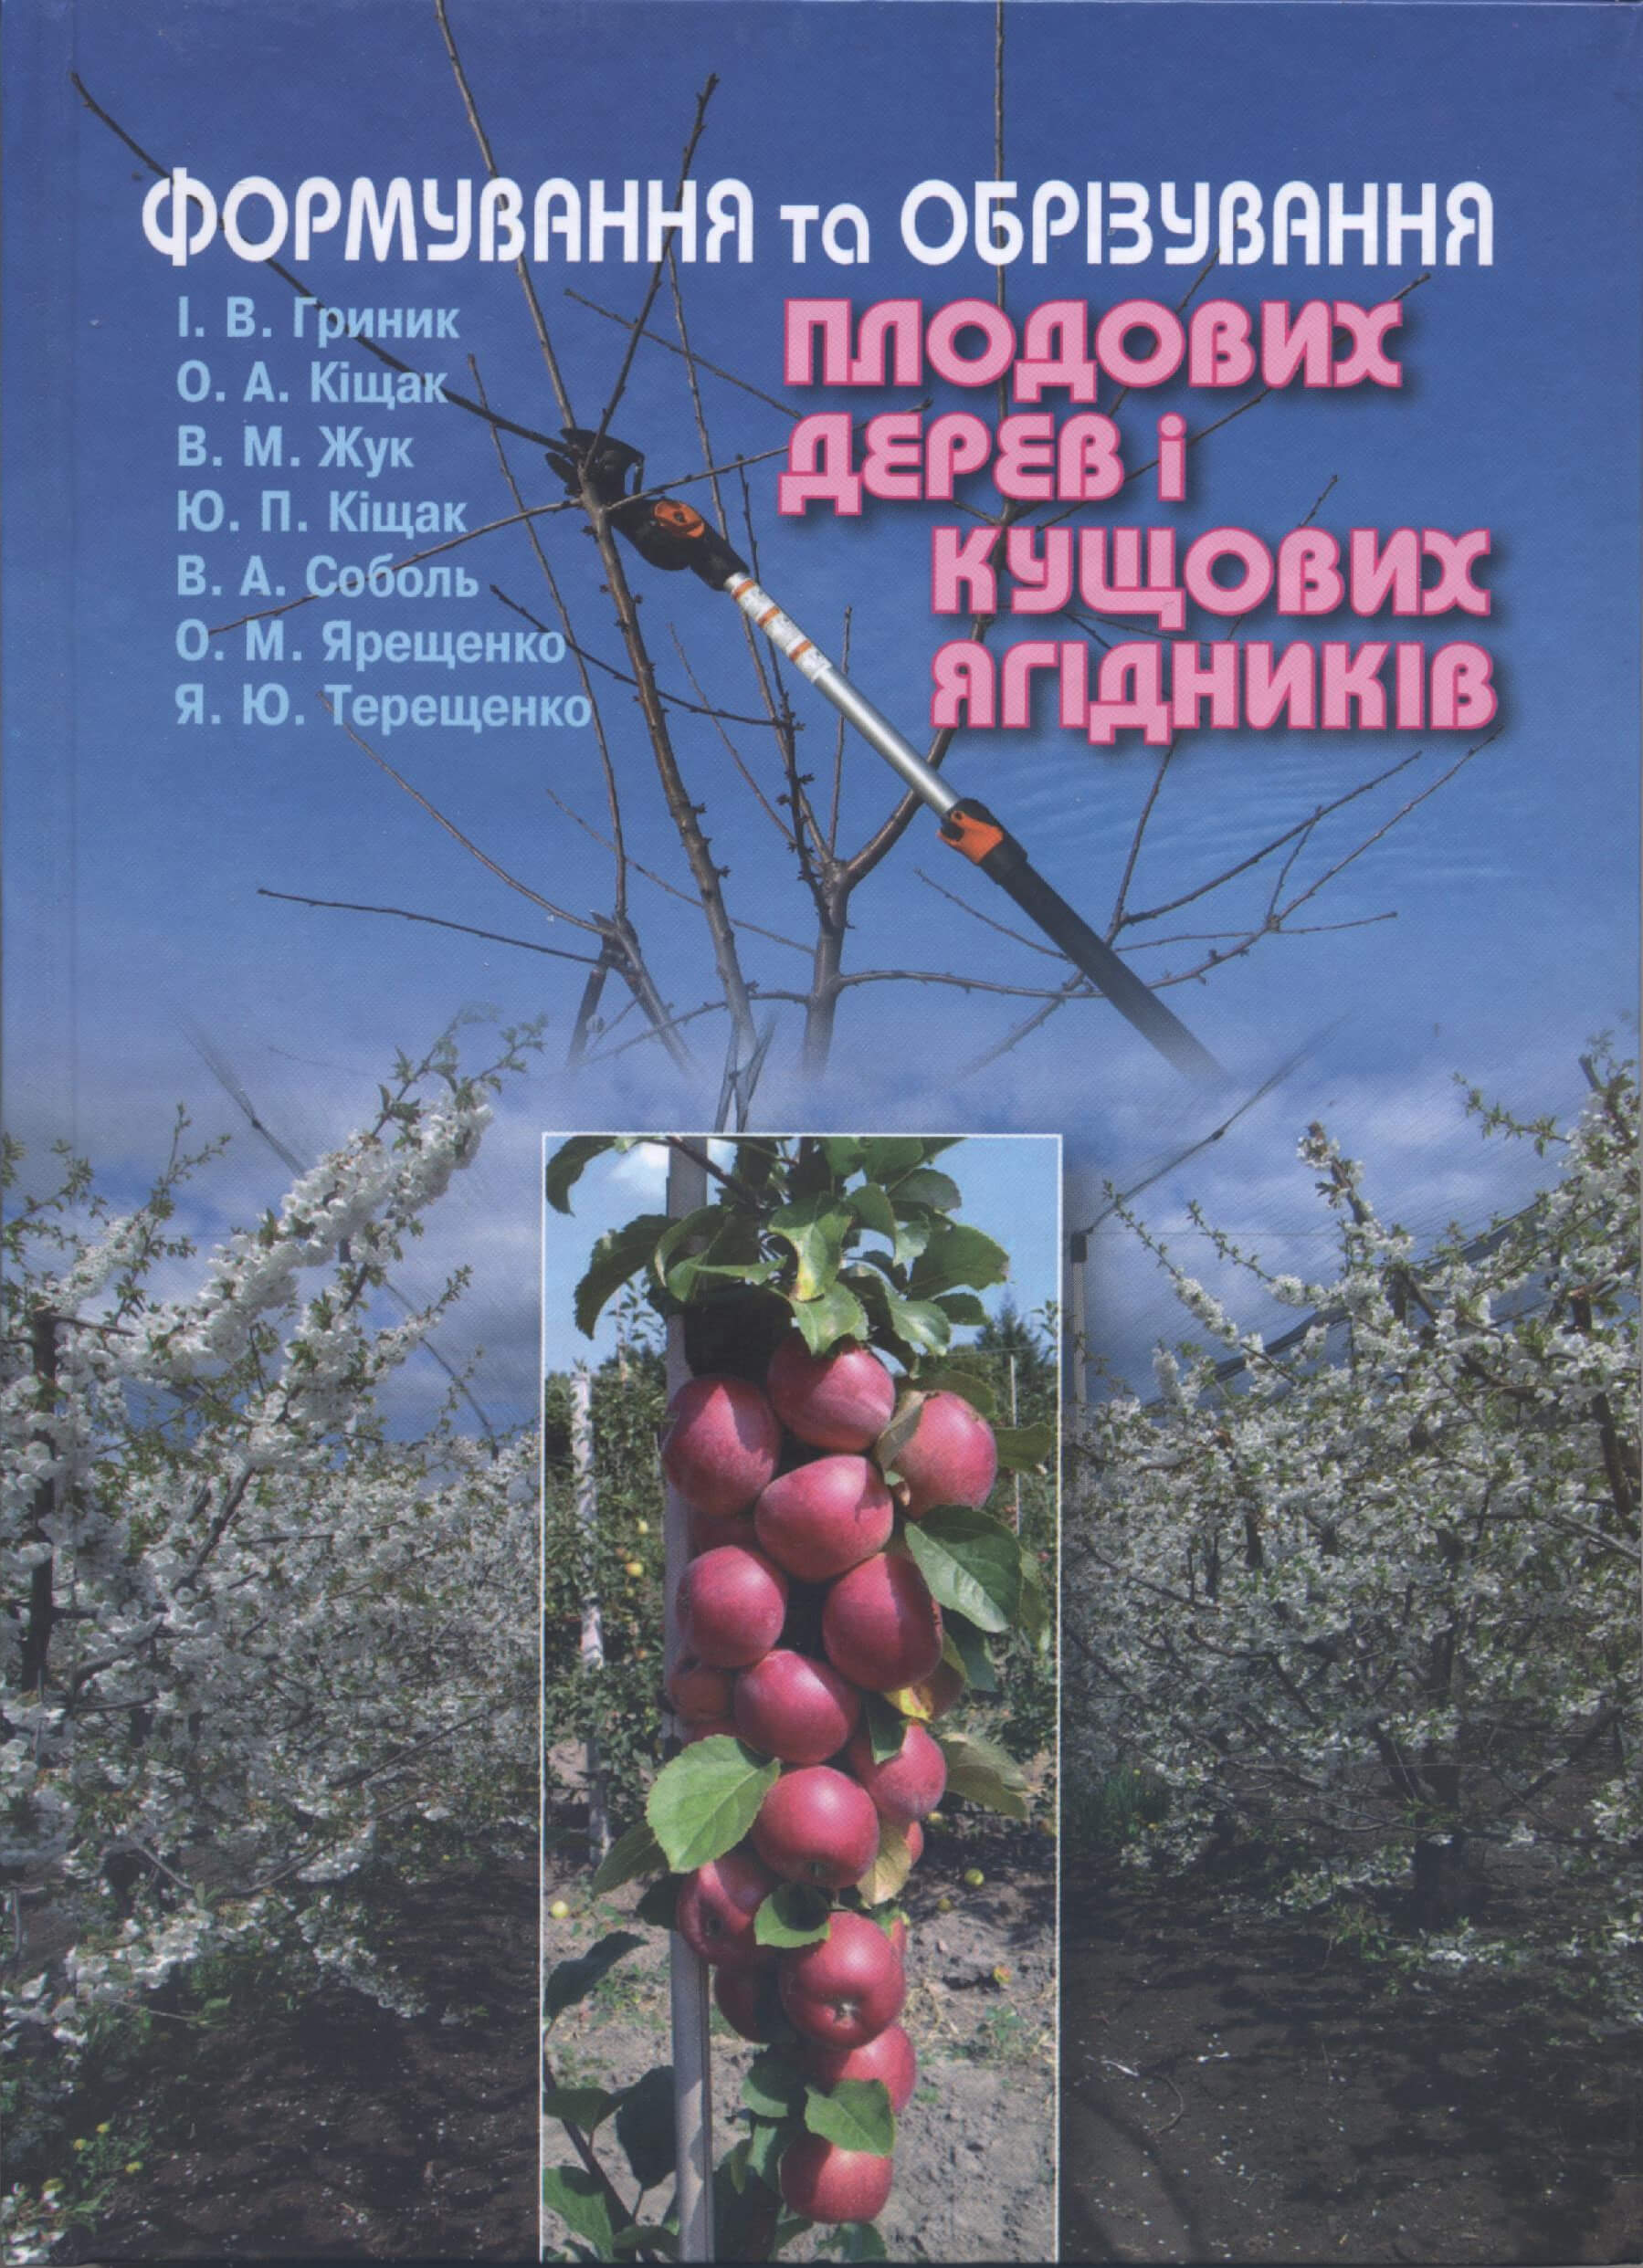 ФОРМУВАННЯ та ОБРІЗУВАННЯ
ПЛОДОВИХ
ДЕРЕВ і
КУЩОВИХ
ЯГІДНИКІВ
І. В. Гриник
О. А. Кіщак
В. М. Жук
Ю. П. Кіщак
В. А. Соболь
О. М. Ярещенко
Я. Ю. Терещенко